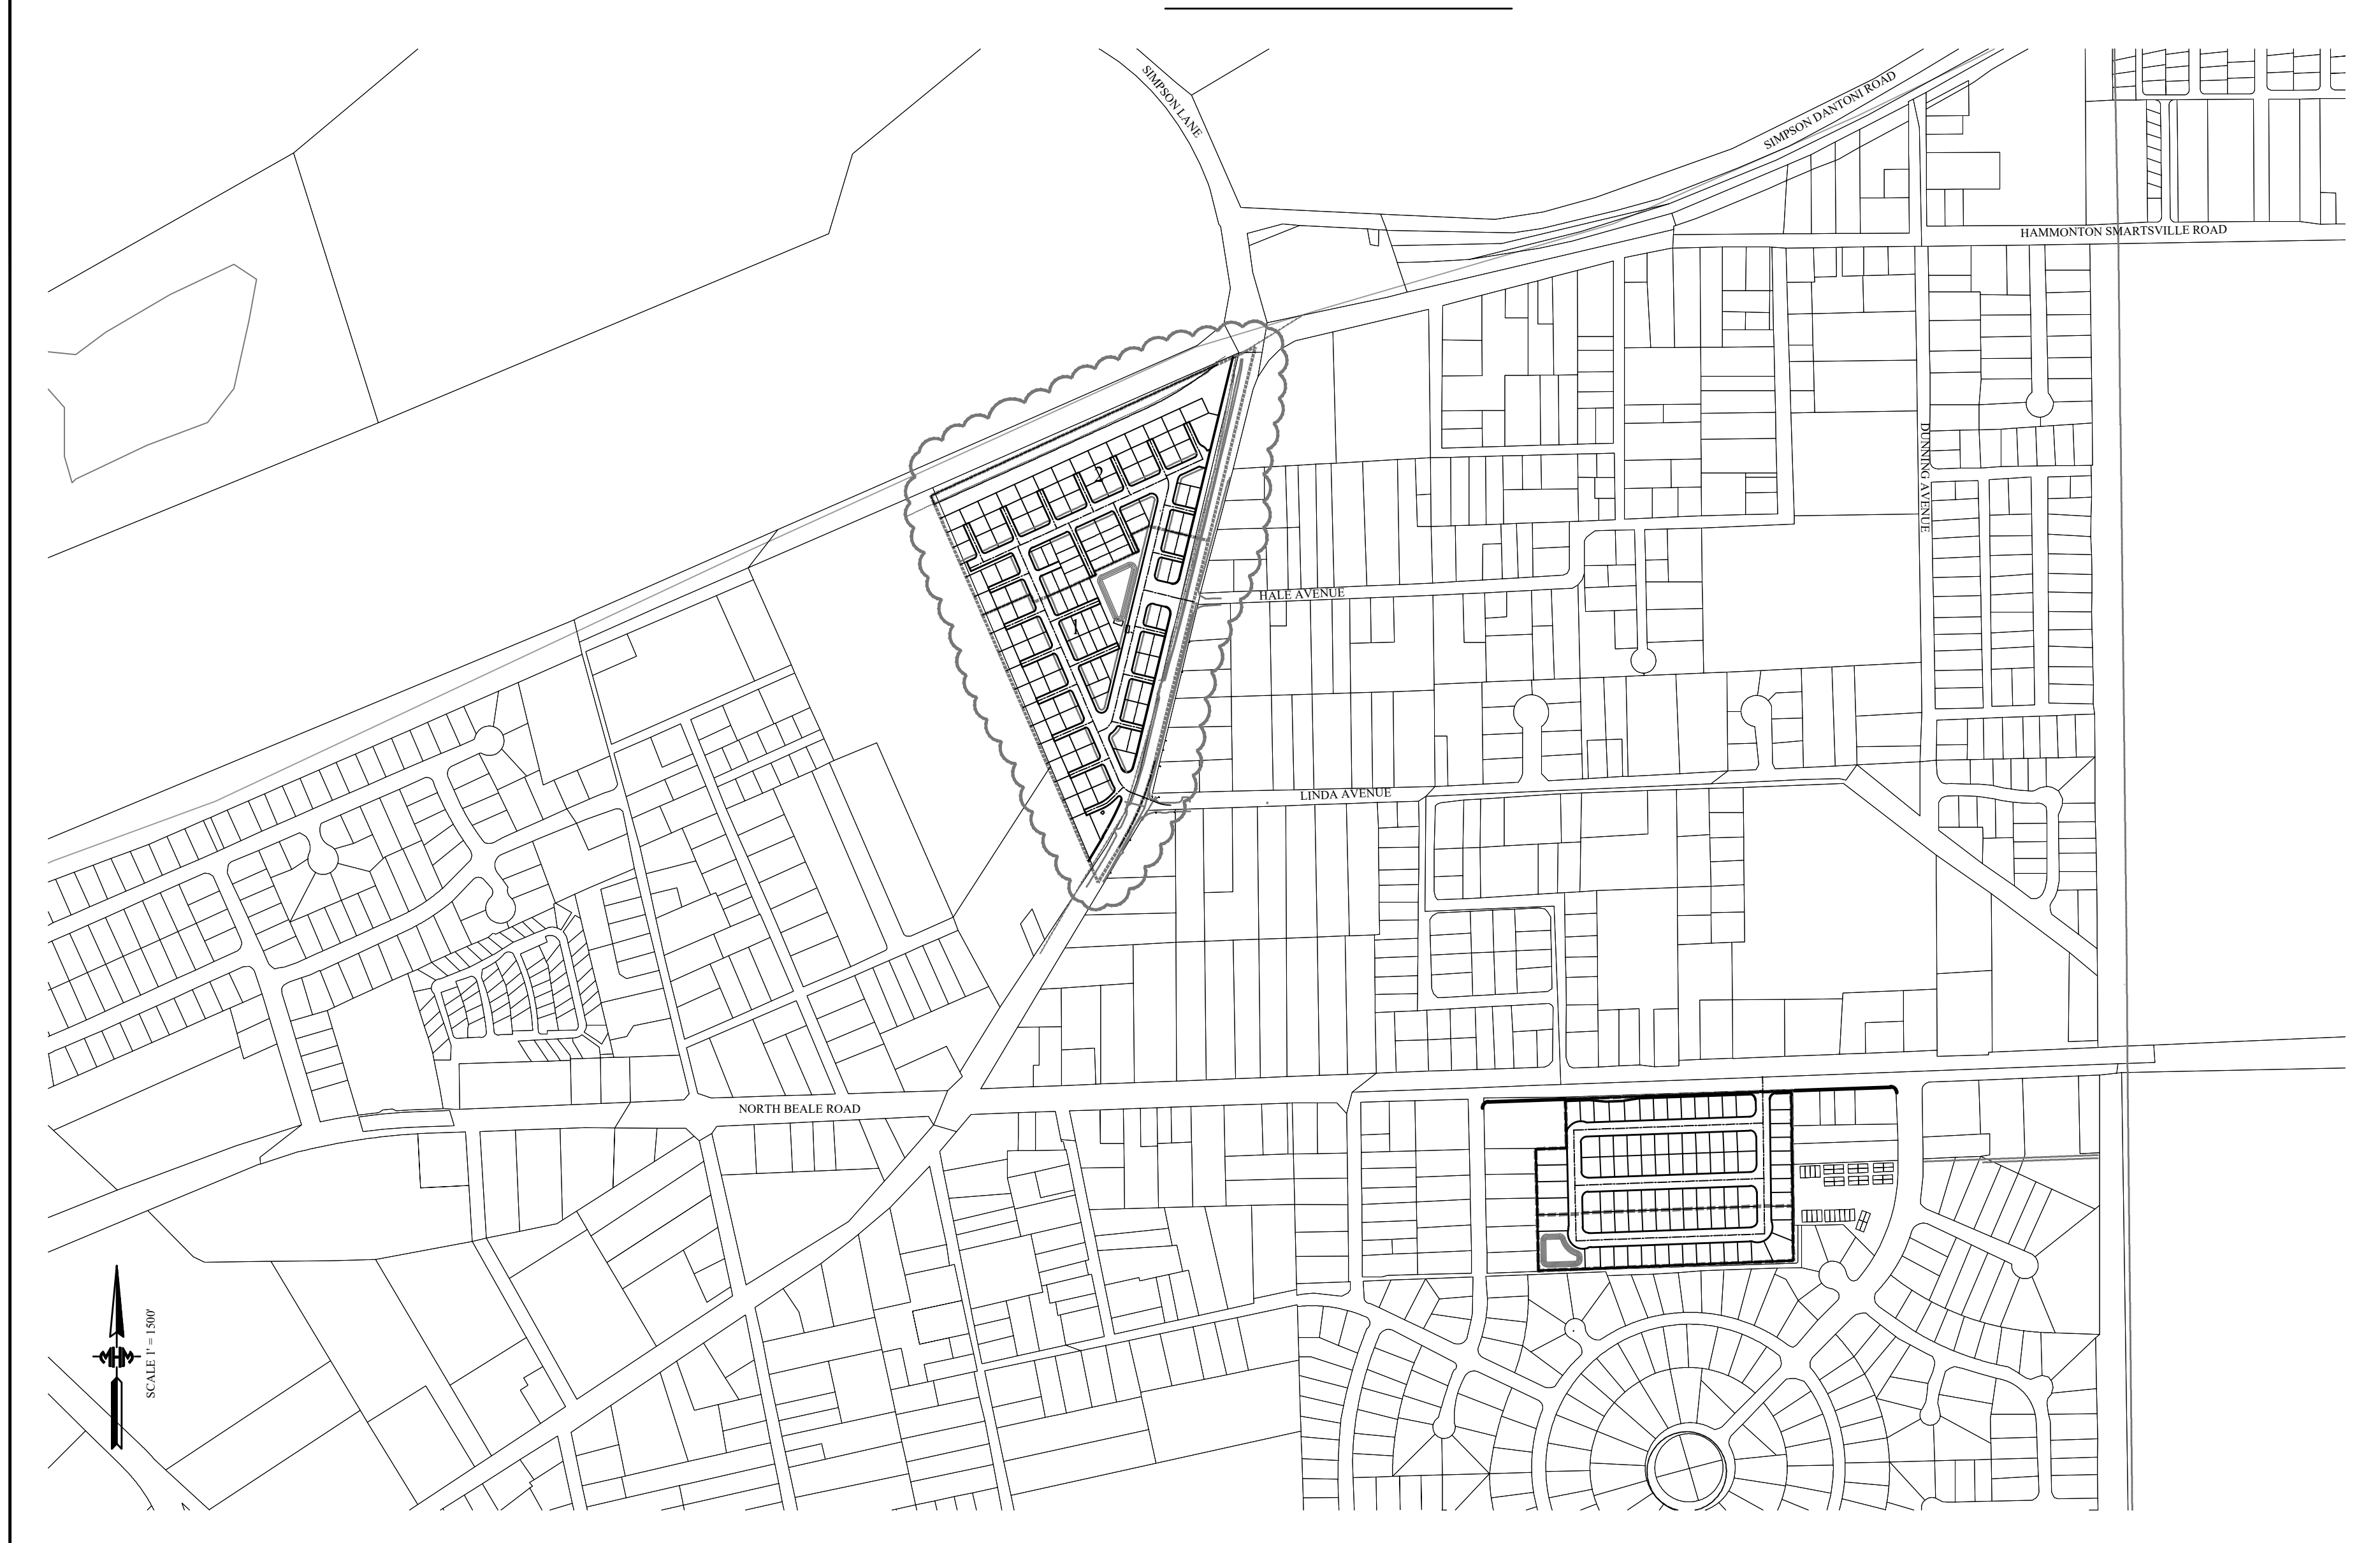 SIMPSON LANE
SIMPSON DANTONI ROAD
HAMMONTON SMARTSVILLE ROAD
2
DUNNING AVENUE
HALE AVENUE
1
LINDA AVENUE
NORTH BEALE ROAD
MHM
SCALE 1' = 1500'